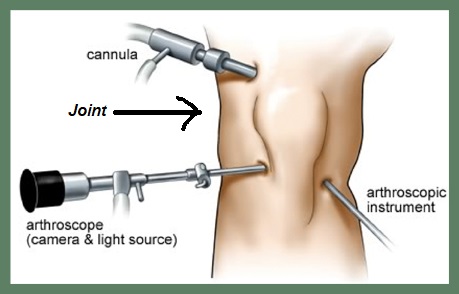 cannula
Joint
arthroscope
(camera & light source)
arthroscopic
instrument